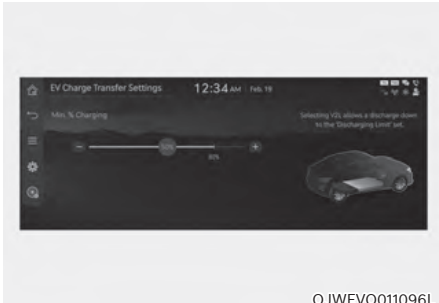 EV Charge Transfer Settings 12:34 AM Feb. 19
Min. % Charging
Selecting V2L allows a discharge down
to the 'Discharging Limit' set.
80%
OJWEVQ011096L